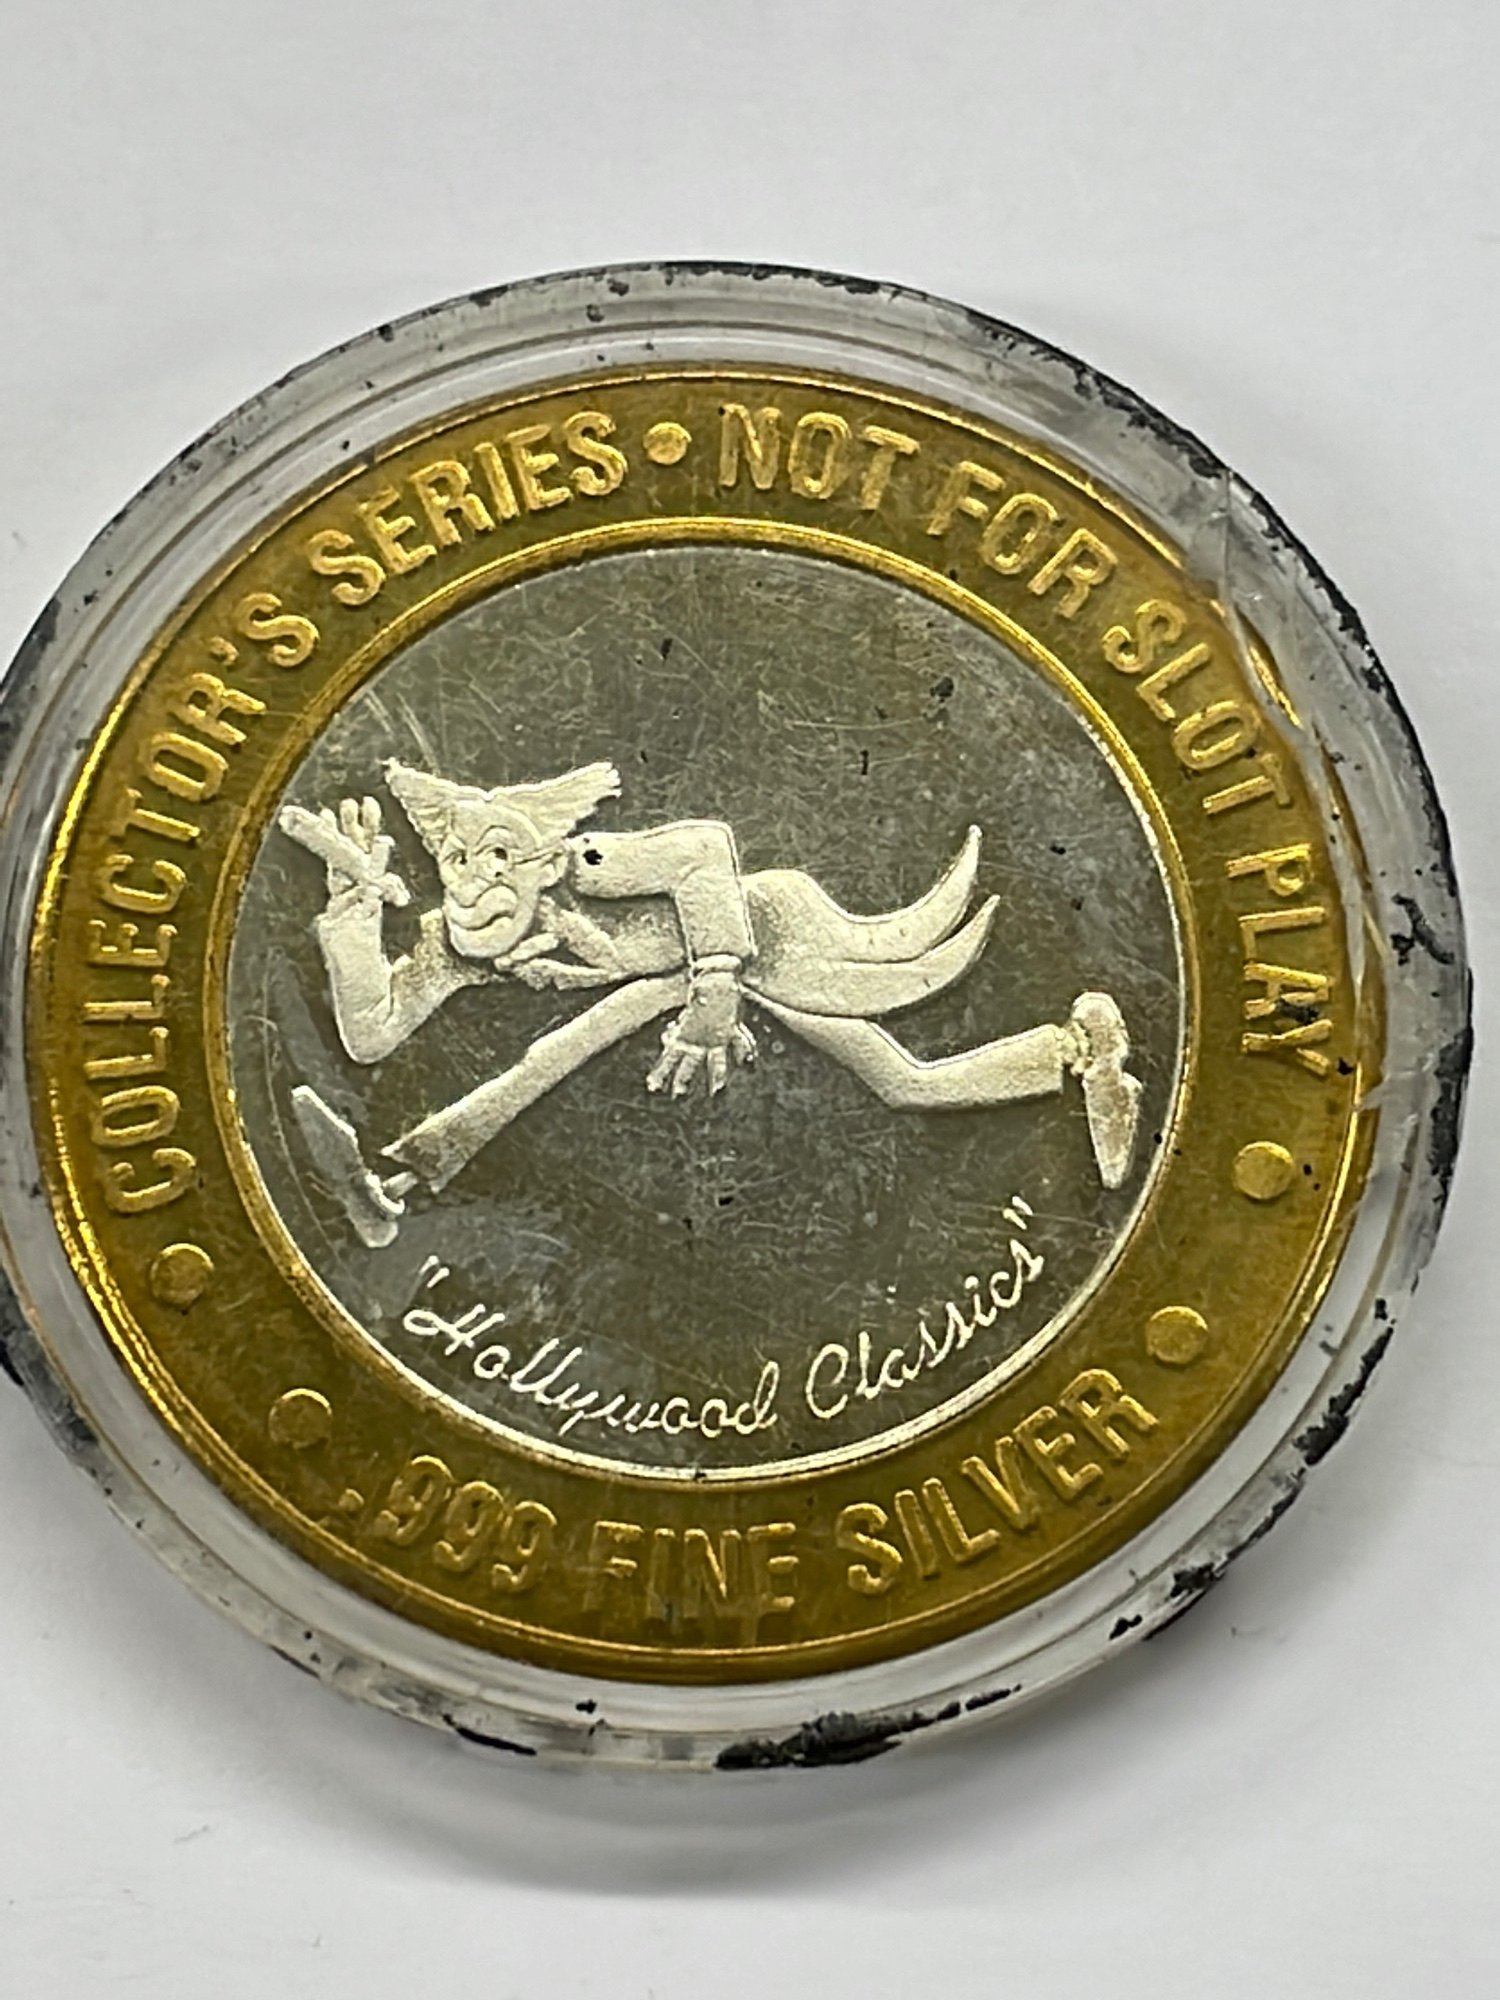 COLLECTOR'S SERIES • NOT FOR SLOT PLAY
"Hollywood Classics"
.999 FINE SILVER